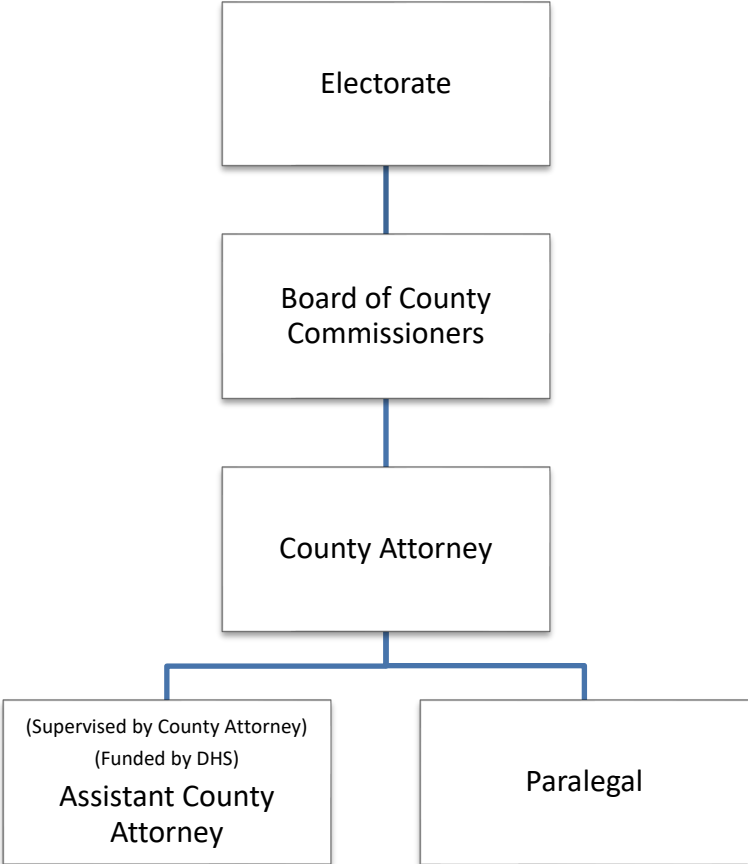 Electorate
Board of County
Commissioners
County Attorney
(Supervised by County Attorney)
(Funded by DHS)
Assistant County
Attorney
Paralegal